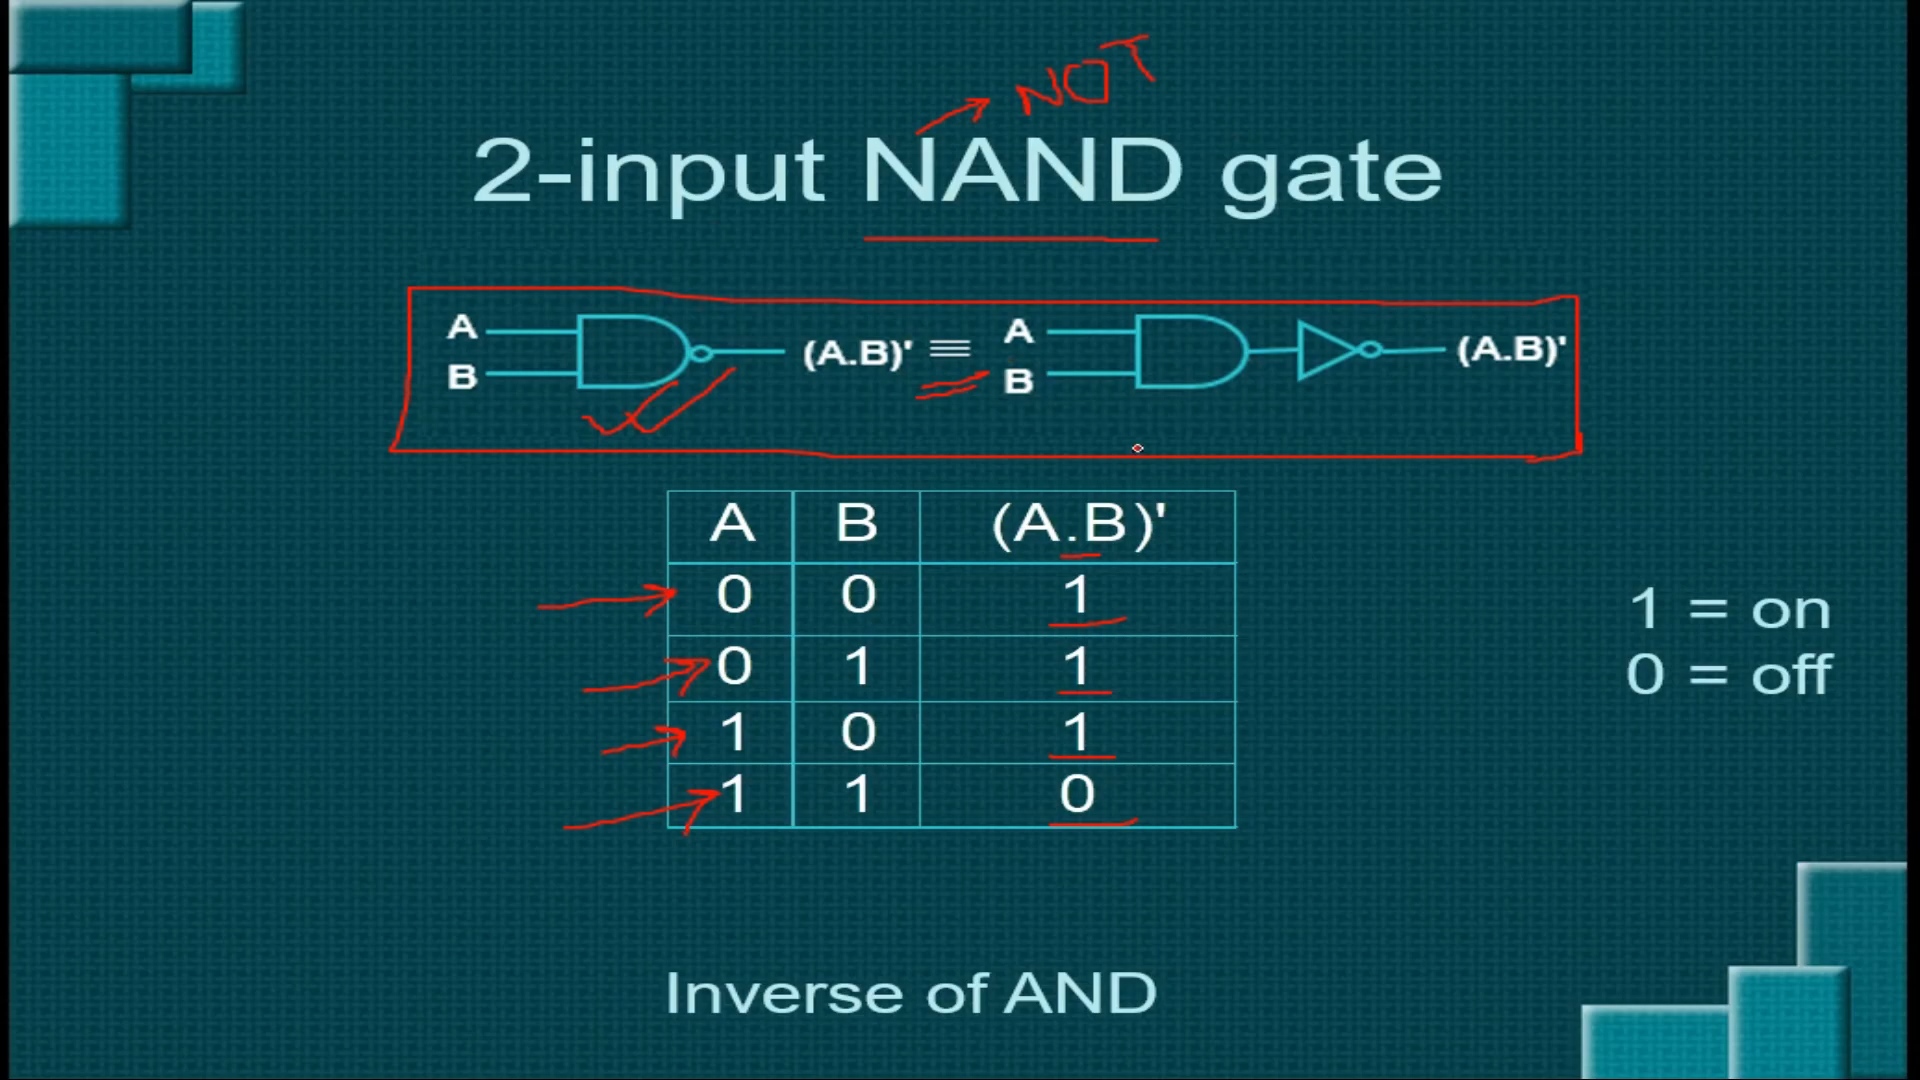 NOT
2-input NAND gate
A
B
(A.B)' ≡
A
B
(A.B)'
A B (A.B)'
0 0 1
0 1 1
1 0 1
1 1 0
1 = on
0 = off
Inverse of AND